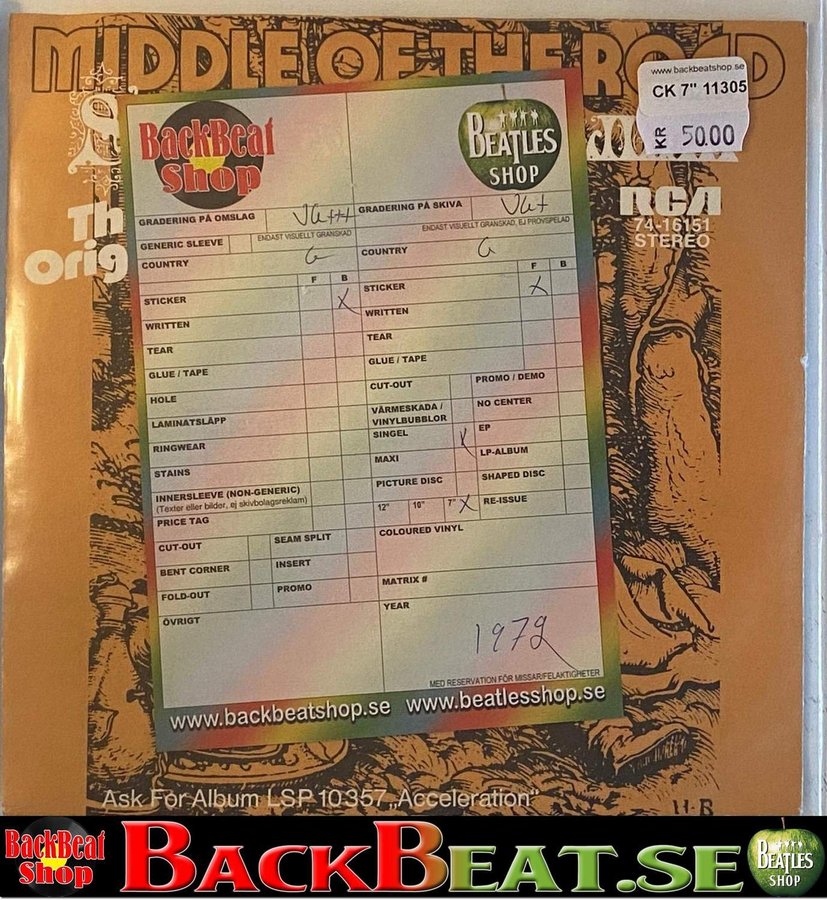 MIDDLE OF THE ROAD
www.backbeatshop.se
CK 7" 11305
KR 50.00
BackBeat
Shop
BEATLES
SHOP
RCA
74-16151
STEREO
Th
Orig
GRADERING PÅ OMSLAG VG++
GRADERING PÅ SKIVA VG+
GENERIC SLEEVE
ENDAST VISUELLT GRANSKAD
ENDAST VISUELLT GRANSKAD, EJ PROVSPELAD
COUNTRY G
COUNTRY G
F B
F B
STICKER X
STICKER X
WRITTEN
WRITTEN
TEAR
TEAR
GLUE / TAPE
GLUE / TAPE
HOLE
CUT-OUT
PROMO / DEMO
LAMINATSLÄPP
VÄRMESKADA /
VINYLBUBBLOR
NO CENTER
RINGWEAR
SINGEL X
EP
STAINS
MAXI
LP-ALBUM
INNERSLEEVE (NON-GENERIC)
(Texter eller bilder, ej skivbolagsreklam)
PICTURE DISC
SHAPED DISC
PRICE TAG
12" 10" 7" X
RE-ISSUE
CUT-OUT
SEAM SPLIT
COLOURED VINYL
BENT CORNER
INSERT
FOLD-OUT
PROMO
MATRIX #
ÖVRIGT
YEAR
1972
MED RESERVATION FÖR MISSAR/FELAKTIGHETER
www.backbeatshop.se www.beatlesshop.se
Ask For Album LSP 10357 „Acceleration"
H·B
BackBeat
Shop
BACKBEAT.SE
BEATLES
SHOP